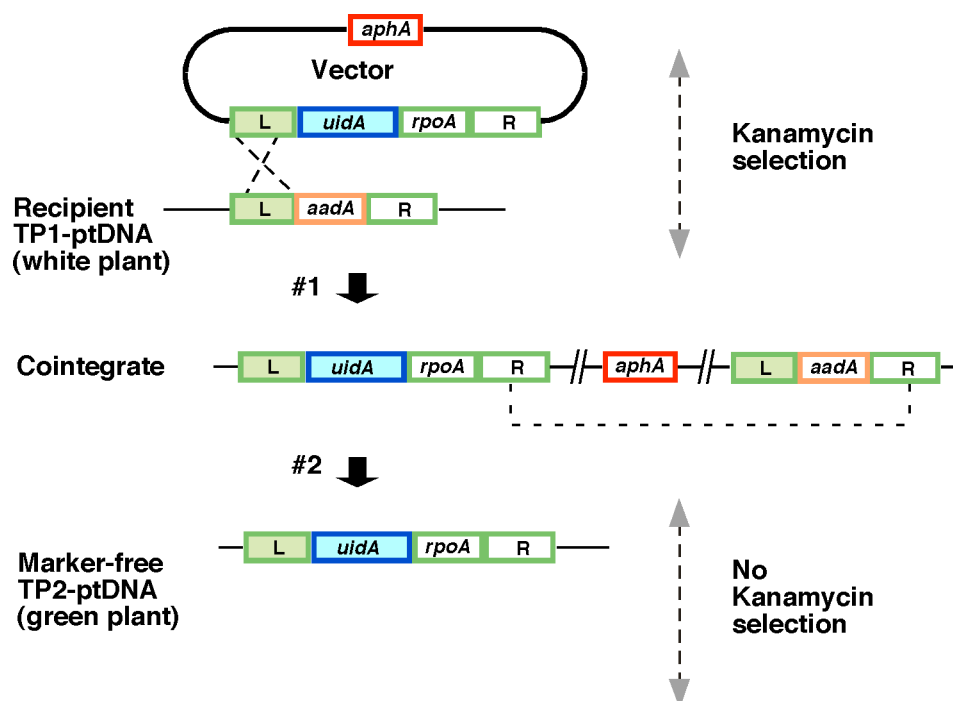 aphA
Vector
L uidA rpoA R
Kanamycin
selection
Recipient
TP1-ptDNA
(white plant)
L aadA R
#1
Cointegrate
L uidA rpoA R // aphA // L aadA R
#2
Marker-free
TP2-ptDNA
(green plant)
L uidA rpoA R
No
Kanamycin
selection